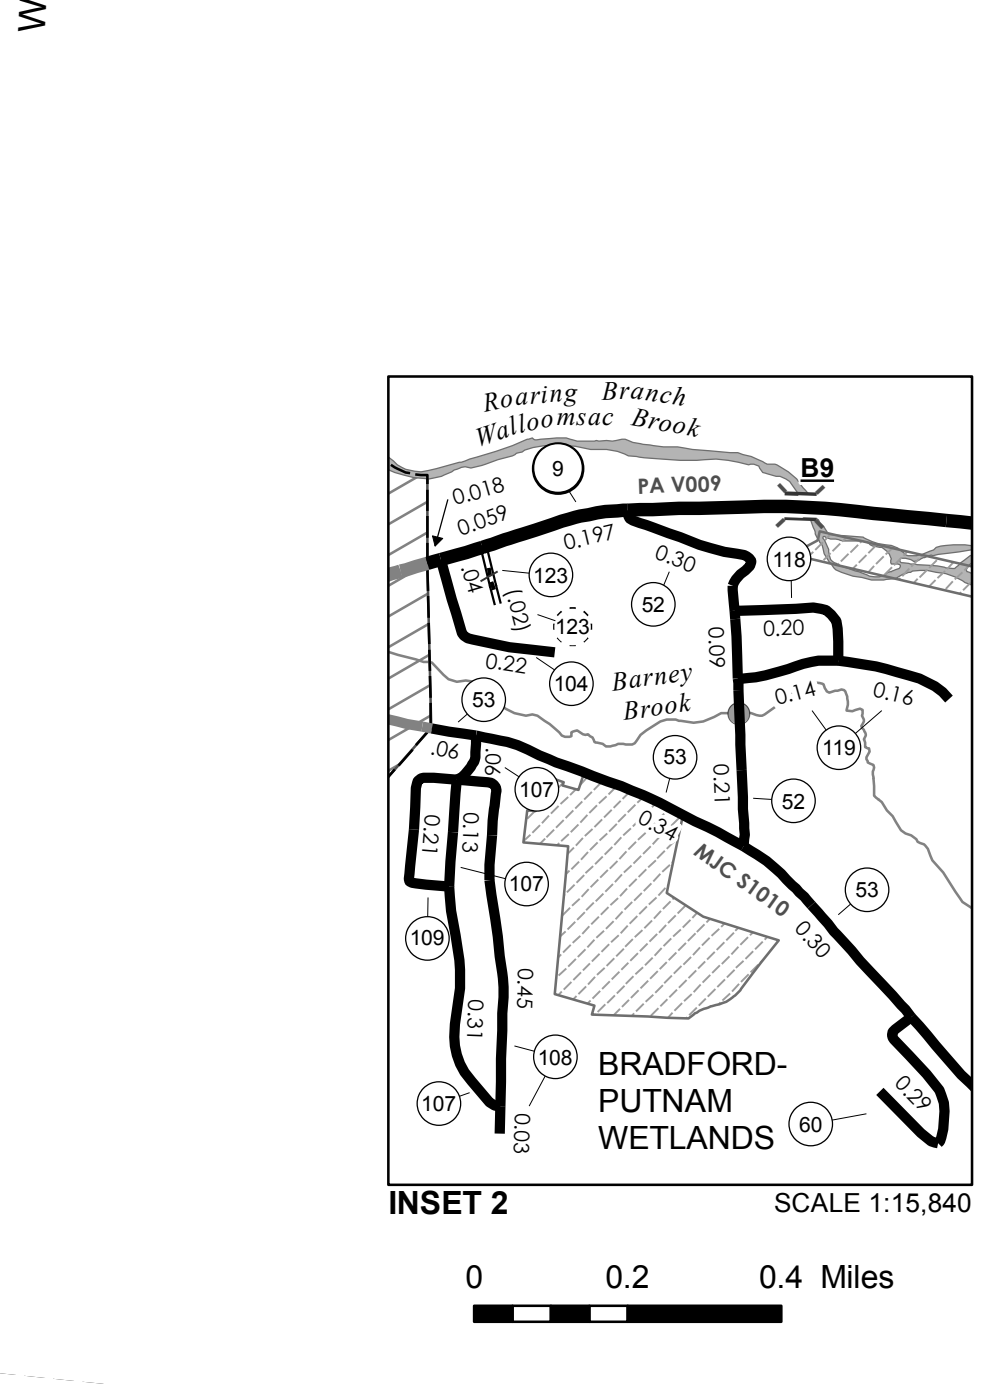 W
Roaring Branch
Walloomsac Brook
9
B9
PA V009
0.018
0.059
0.197
0.30
118
.04
123
(.02)
123
52
0.20
0.09
0.22
104
Barney
Brook
0.14
0.16
53
119
.06
.06
53
107
0.21
52
0.34
0.21
0.13
MJC S1010
107
53
109
0.30
0.45
0.31
108
BRADFORD-
PUTNAM
WETLANDS
107
0.03
60
0.29
INSET 2
SCALE 1:15,840
0 0.2 0.4 Miles